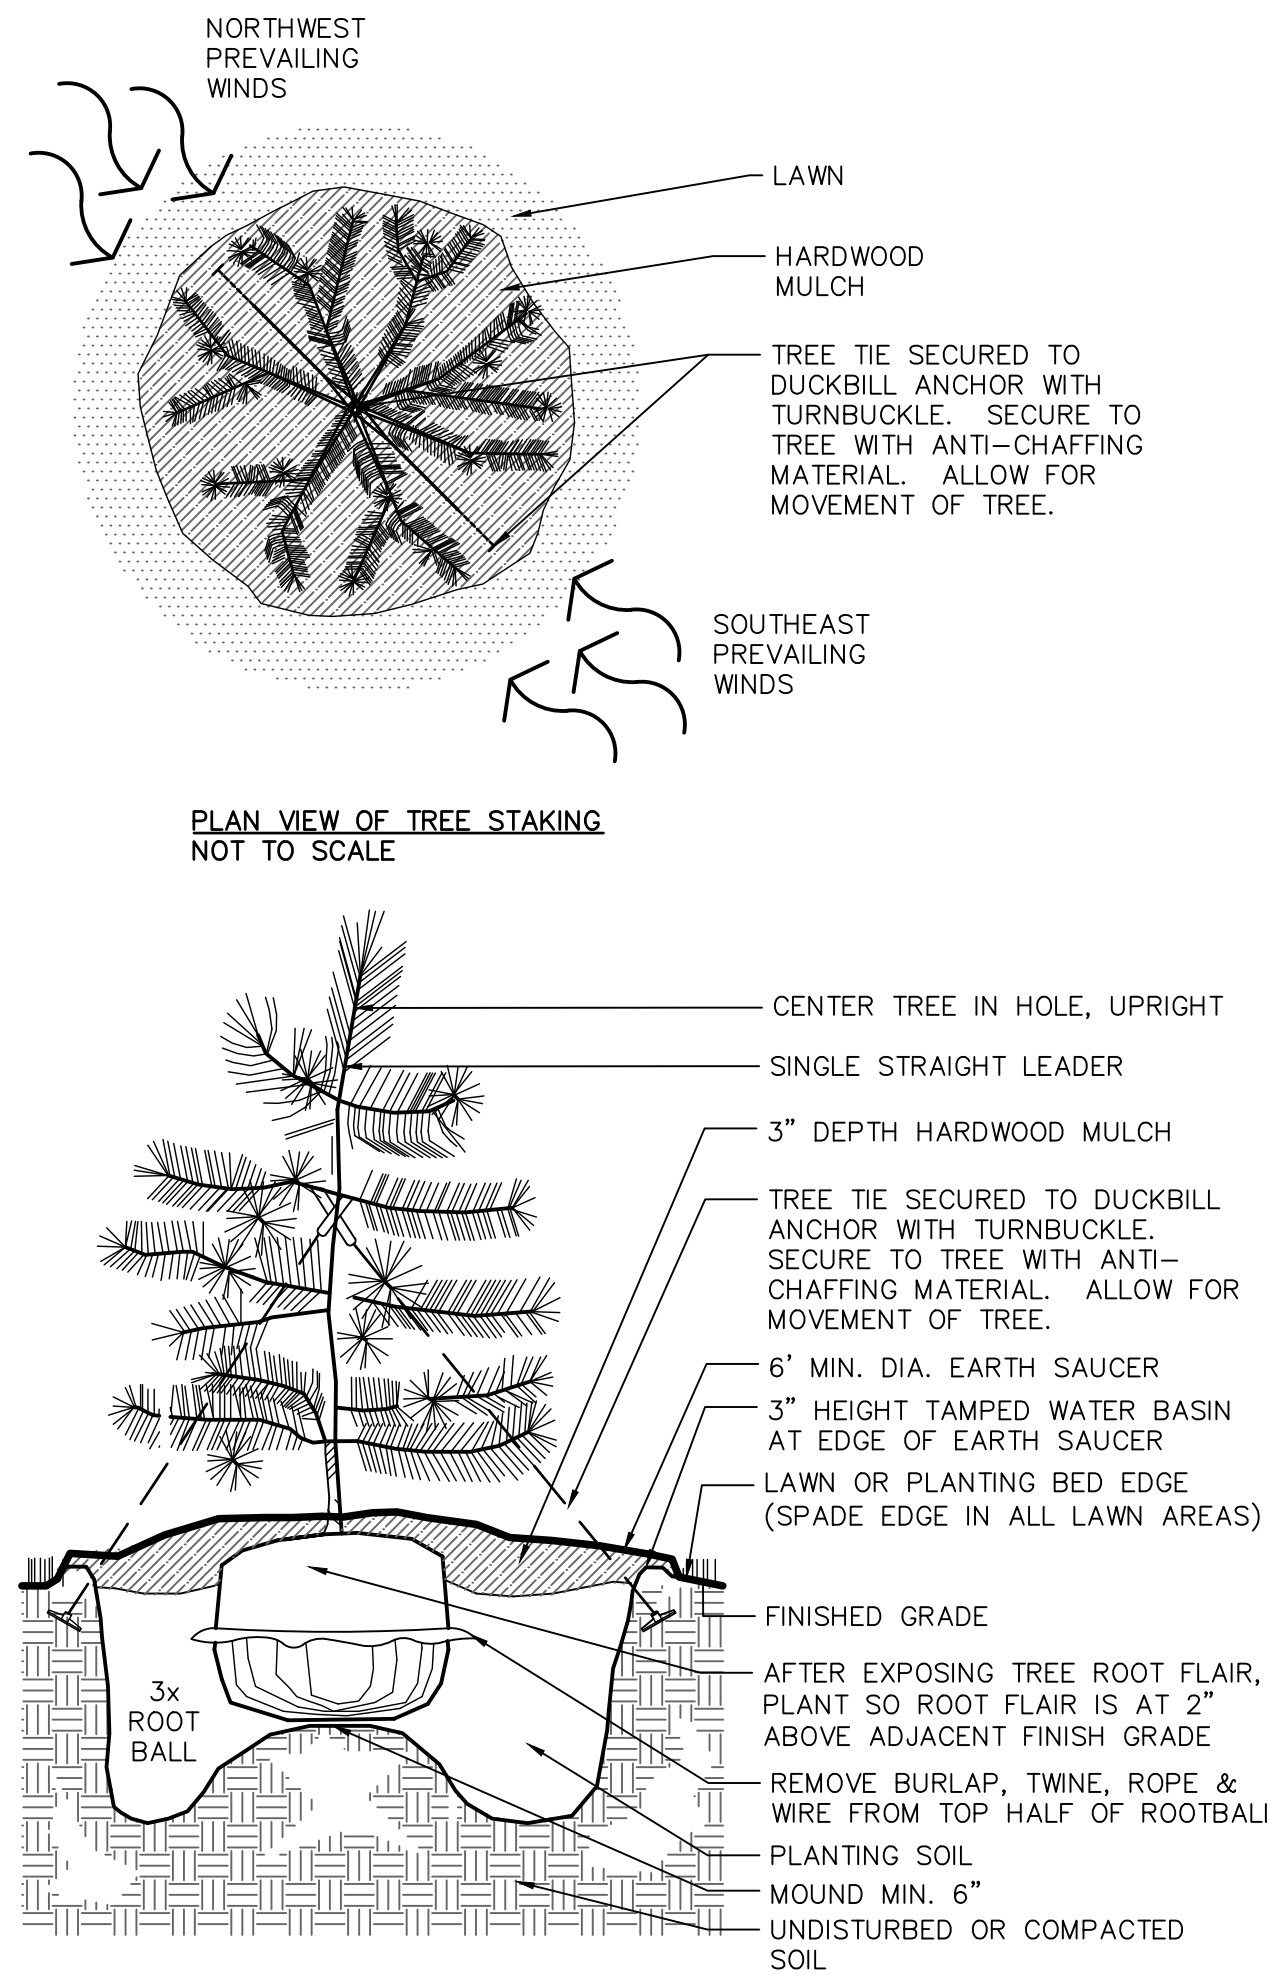 NORTHWEST
PREVAILING
WINDS
LAWN
HARDWOOD
MULCH
TREE TIE SECURED TO
DUCKBILL ANCHOR WITH
TURNBUCKLE. SECURE TO
TREE WITH ANTI-CHAFFING
MATERIAL. ALLOW FOR
MOVEMENT OF TREE.
SOUTHEAST
PREVAILING
WINDS
PLAN VIEW OF TREE STAKING
NOT TO SCALE
CENTER TREE IN HOLE, UPRIGHT
SINGLE STRAIGHT LEADER
3" DEPTH HARDWOOD MULCH
TREE TIE SECURED TO DUCKBILL
ANCHOR WITH TURNBUCKLE.
SECURE TO TREE WITH ANTI-
CHAFFING MATERIAL. ALLOW FOR
MOVEMENT OF TREE.
6' MIN. DIA. EARTH SAUCER
3" HEIGHT TAMPED WATER BASIN
AT EDGE OF EARTH SAUCER
LAWN OR PLANTING BED EDGE
(SPADE EDGE IN ALL LAWN AREAS)
FINISHED GRADE
AFTER EXPOSING TREE ROOT FLAIR,
PLANT SO ROOT FLAIR IS AT 2"
ABOVE ADJACENT FINISH GRADE
3x
ROOT
BALL
REMOVE BURLAP, TWINE, ROPE &
WIRE FROM TOP HALF OF ROOTBALL
PLANTING SOIL
MOUND MIN. 6"
UNDISTURBED OR COMPACTED
SOIL